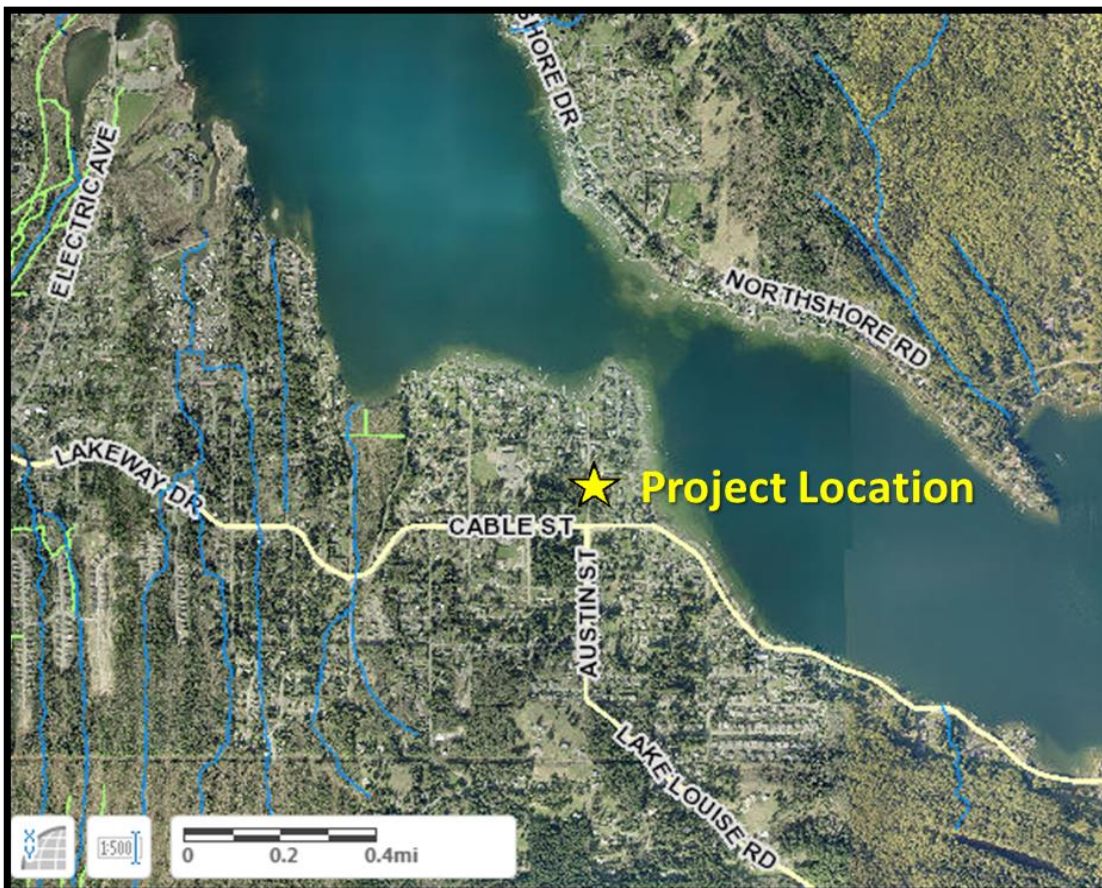 SHORE DR
ELECTRIC AVE
NORTHSHORE RD
LAKEWAY DR
Project Location
CABLE ST
AUSTIN ST
LAKE LOUISE RD
XY
1:500
0 0.2 0.4mi